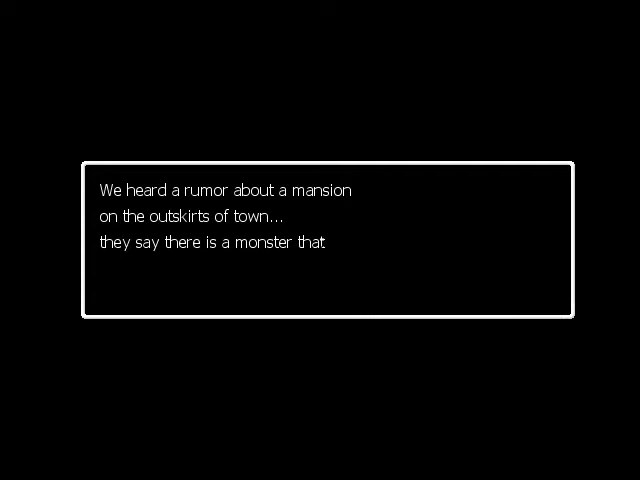 We heard a rumor about a mansion
on the outskirts of town...
they say there is a monster that